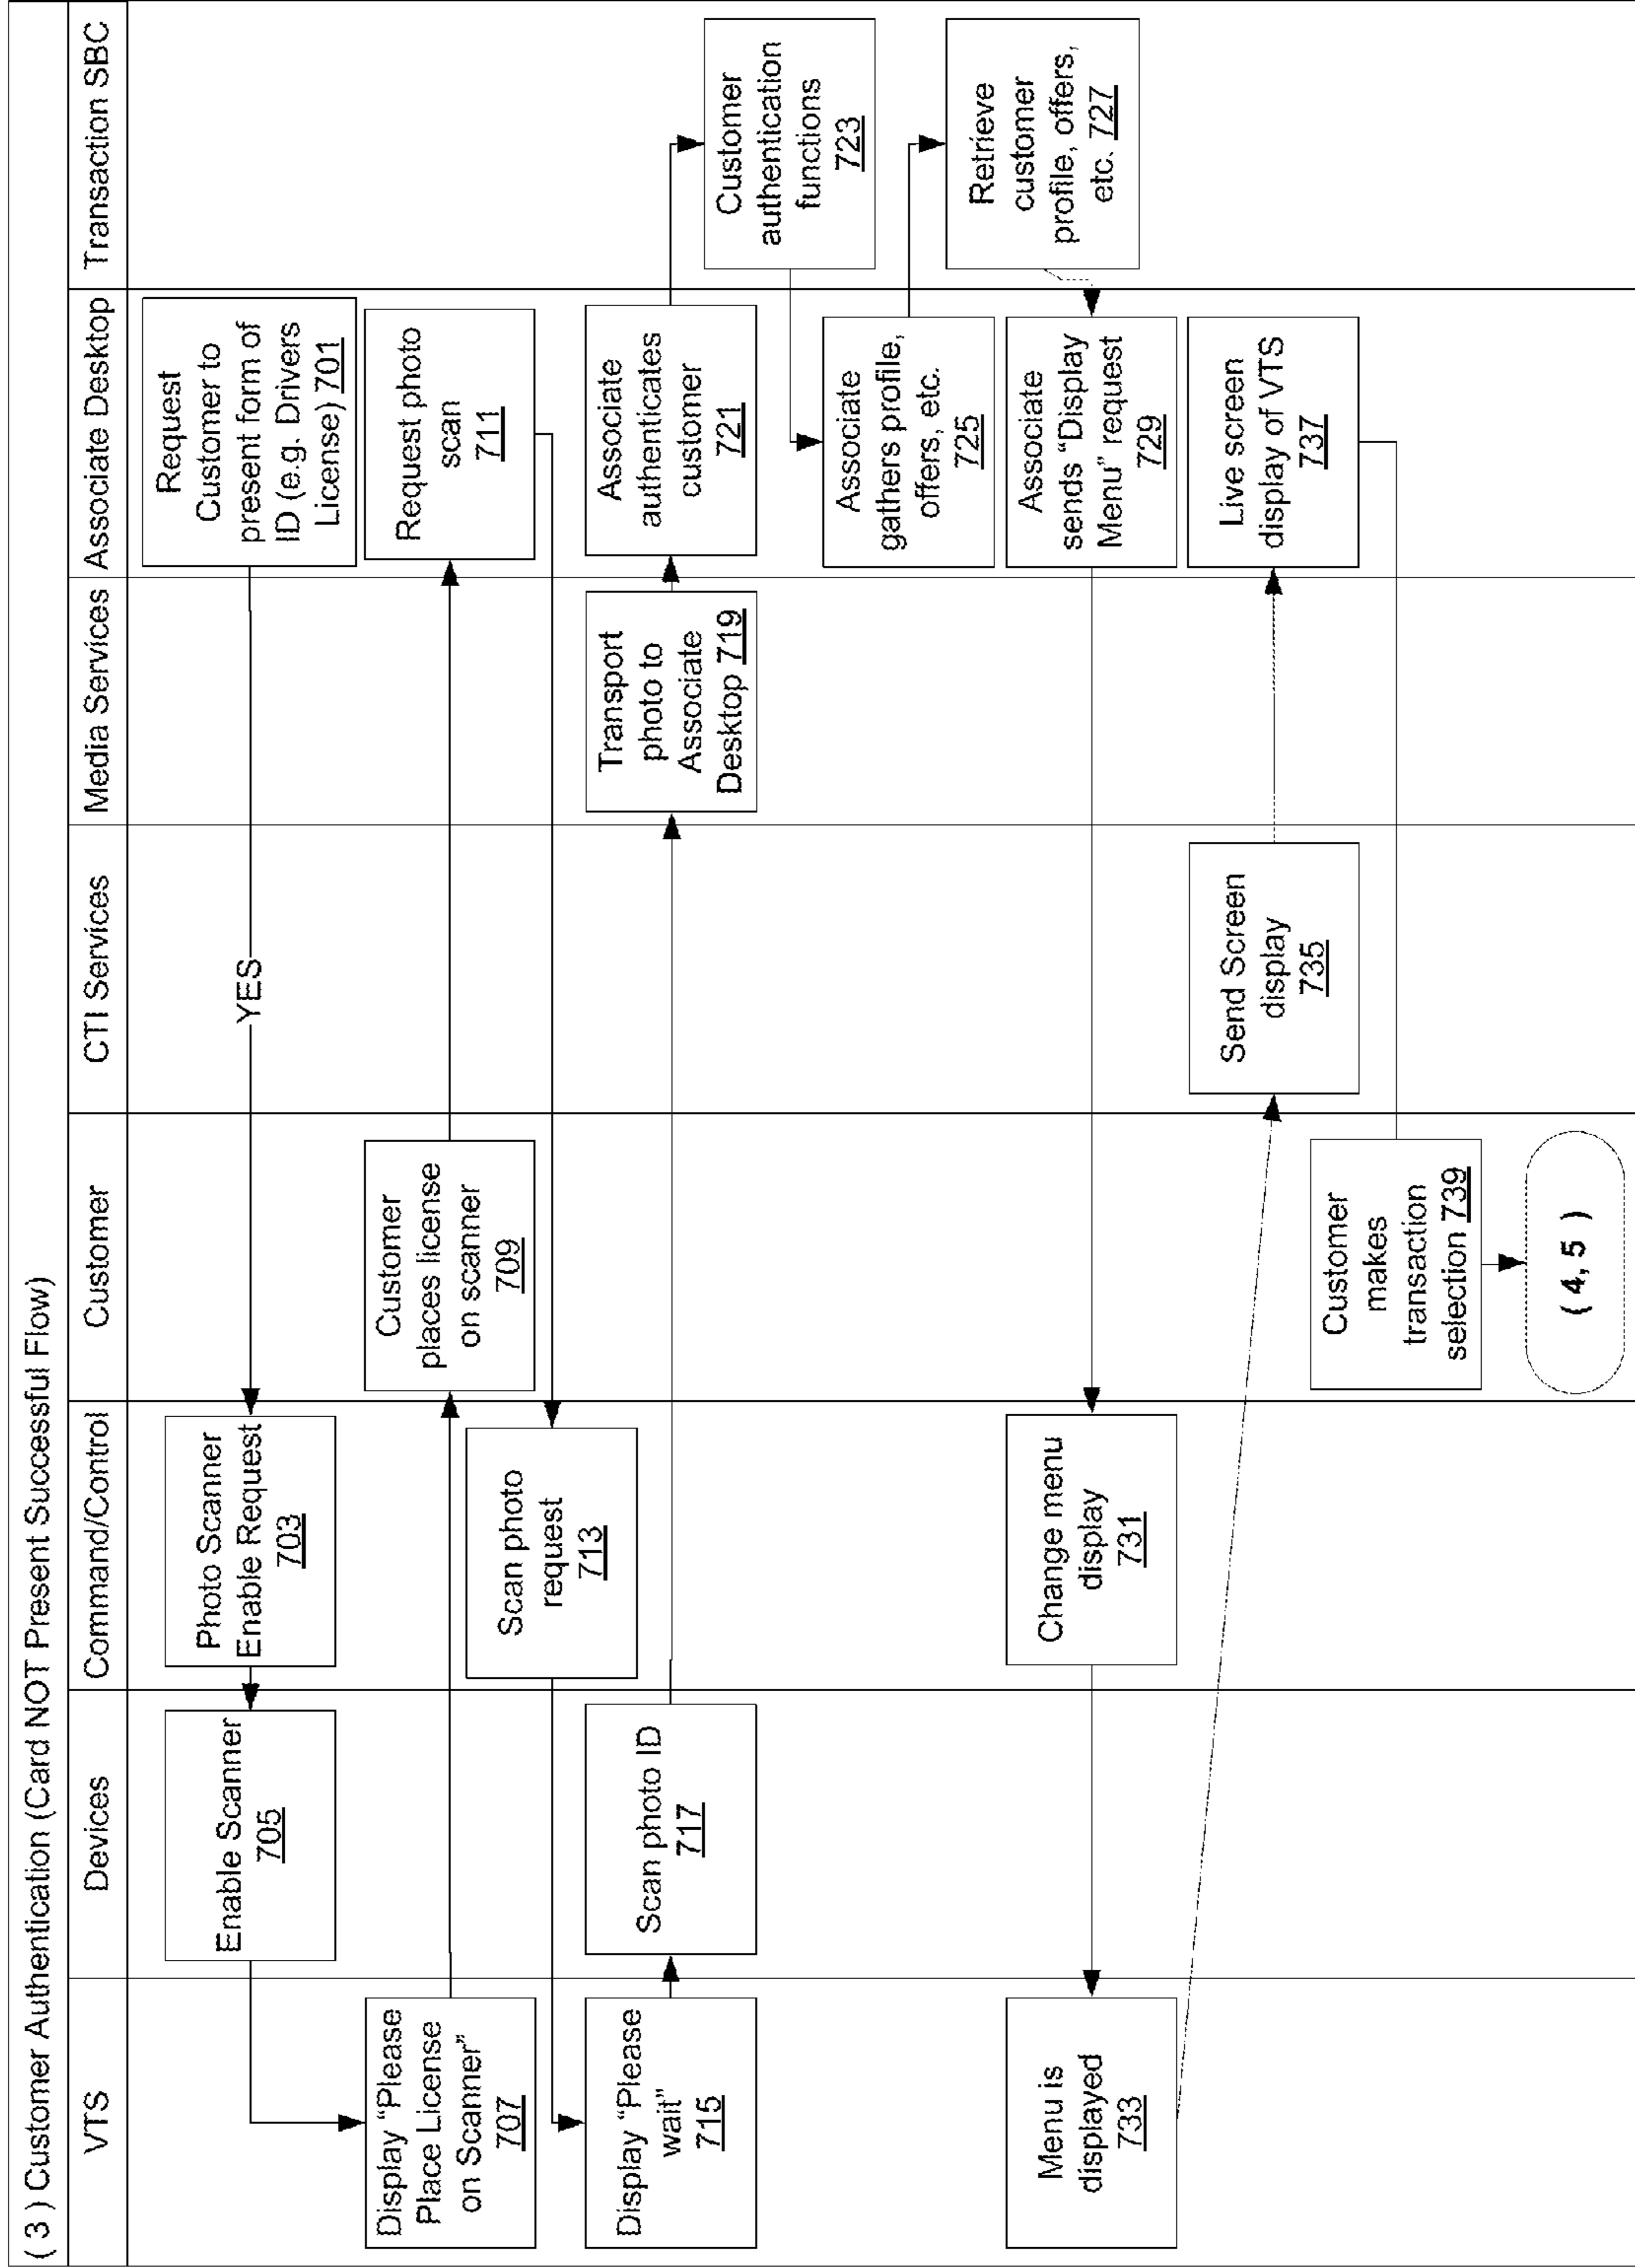 ( 3 ) Customer Authentication (Card NOT Present Successful Flow)
VTS
Devices
Command/Control
Customer
CTI Services
Media Services
Associate Desktop
Transaction SBC
Request
Customer to
present form of
ID (e.g. Drivers
License) 701
YES
Photo Scanner
Enable Request
703
Enable Scanner
705
Display “Please
Place License
on Scanner”
707
Customer
places license
on scanner
709
Request photo
scan
711
Scan photo
request
713
Display “Please
wait”
715
Scan photo ID
717
Transport
photo to
Associate
Desktop 719
Associate
authenticates
customer
721
Customer
authentication
functions
723
Associate
gathers profile,
offers, etc.
725
Retrieve
customer
profile, offers,
etc. 727
Associate
sends “Display
Menu” request
729
Change menu
display
731
Menu is
displayed
733
Send Screen
display
735
Live screen
display of VTS
737
Customer
makes
transaction
selection 739
( 4, 5 )